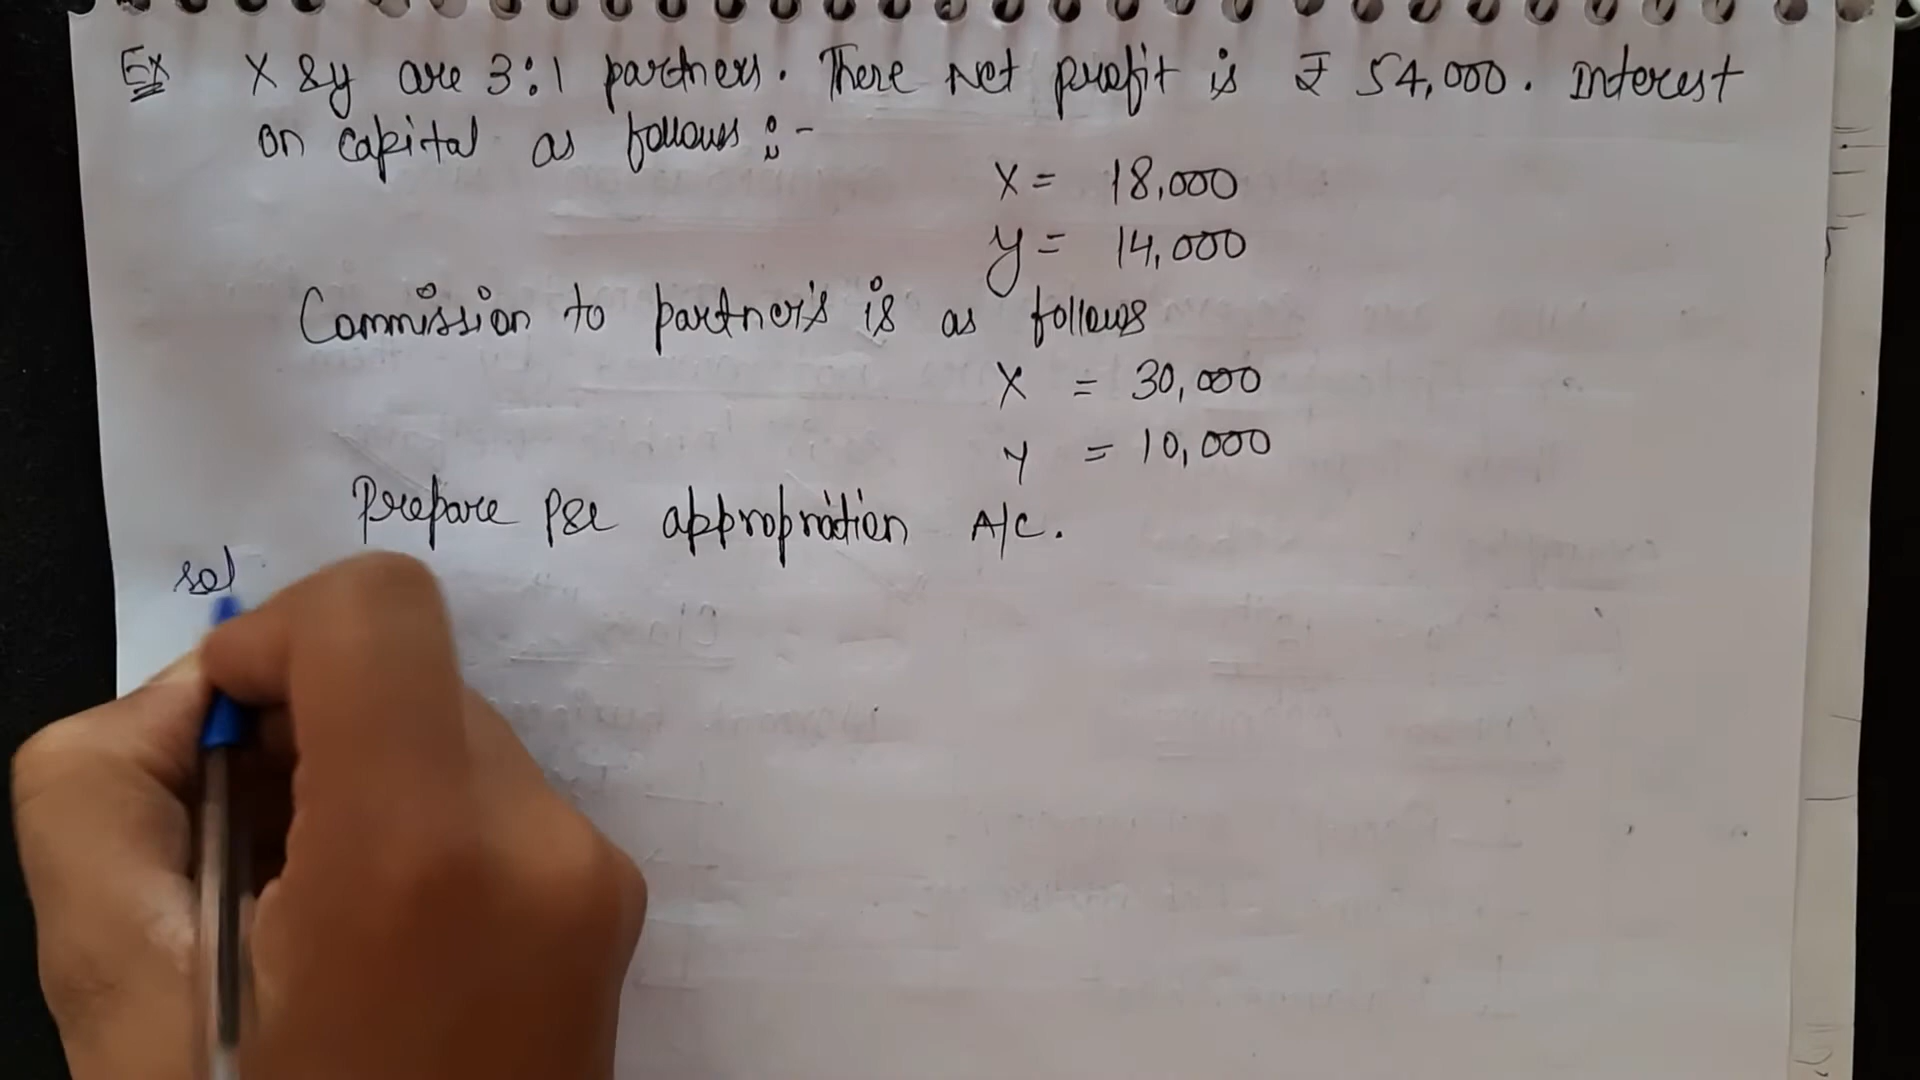 Ex X & y are 3:1 partners. There Net profit is ₹ 54,000. Interest
on capital as follows :-
X = 18,000
y = 14,000
Commission to partner's is as follows
X = 30,000
y = 10,000
Prepare P&L appropriation A/C.
sol